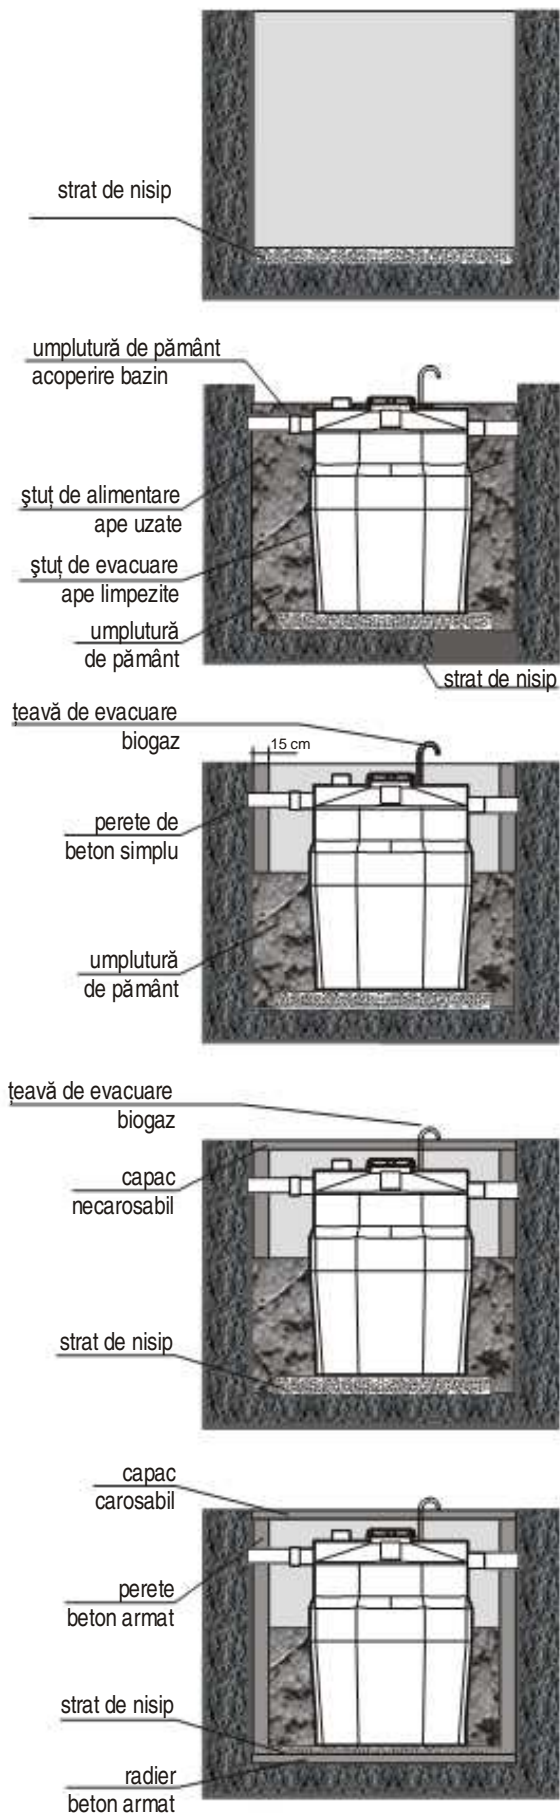 strat de nisip
umplutură de pământ
acoperire bazin
ştuţ de alimentare
ape uzate
ştuţ de evacuare
ape limpezite
umplutură
de pământ
strat de nisip
ţeavă de evacuare
biogaz
15 cm
perete de
beton simplu
umplutură
de pământ
ţeavă de evacuare
biogaz
capac
necarosabil
strat de nisip
capac
carosabil
perete
beton armat
strat de nisip
radier
beton armat